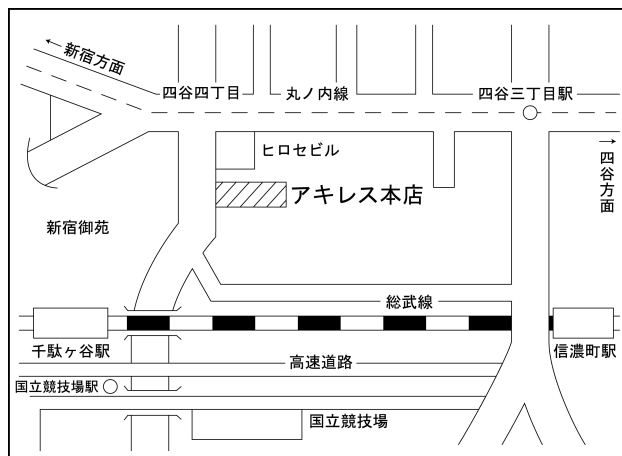 ←新宿方面
四谷四丁目
丸ノ内線
四谷三丁目駅
ヒロセビル
→四谷方面
アキレス本店
新宿御苑
総武線
千駄ヶ谷駅
高速道路
信濃町駅
国立競技場駅
国立競技場